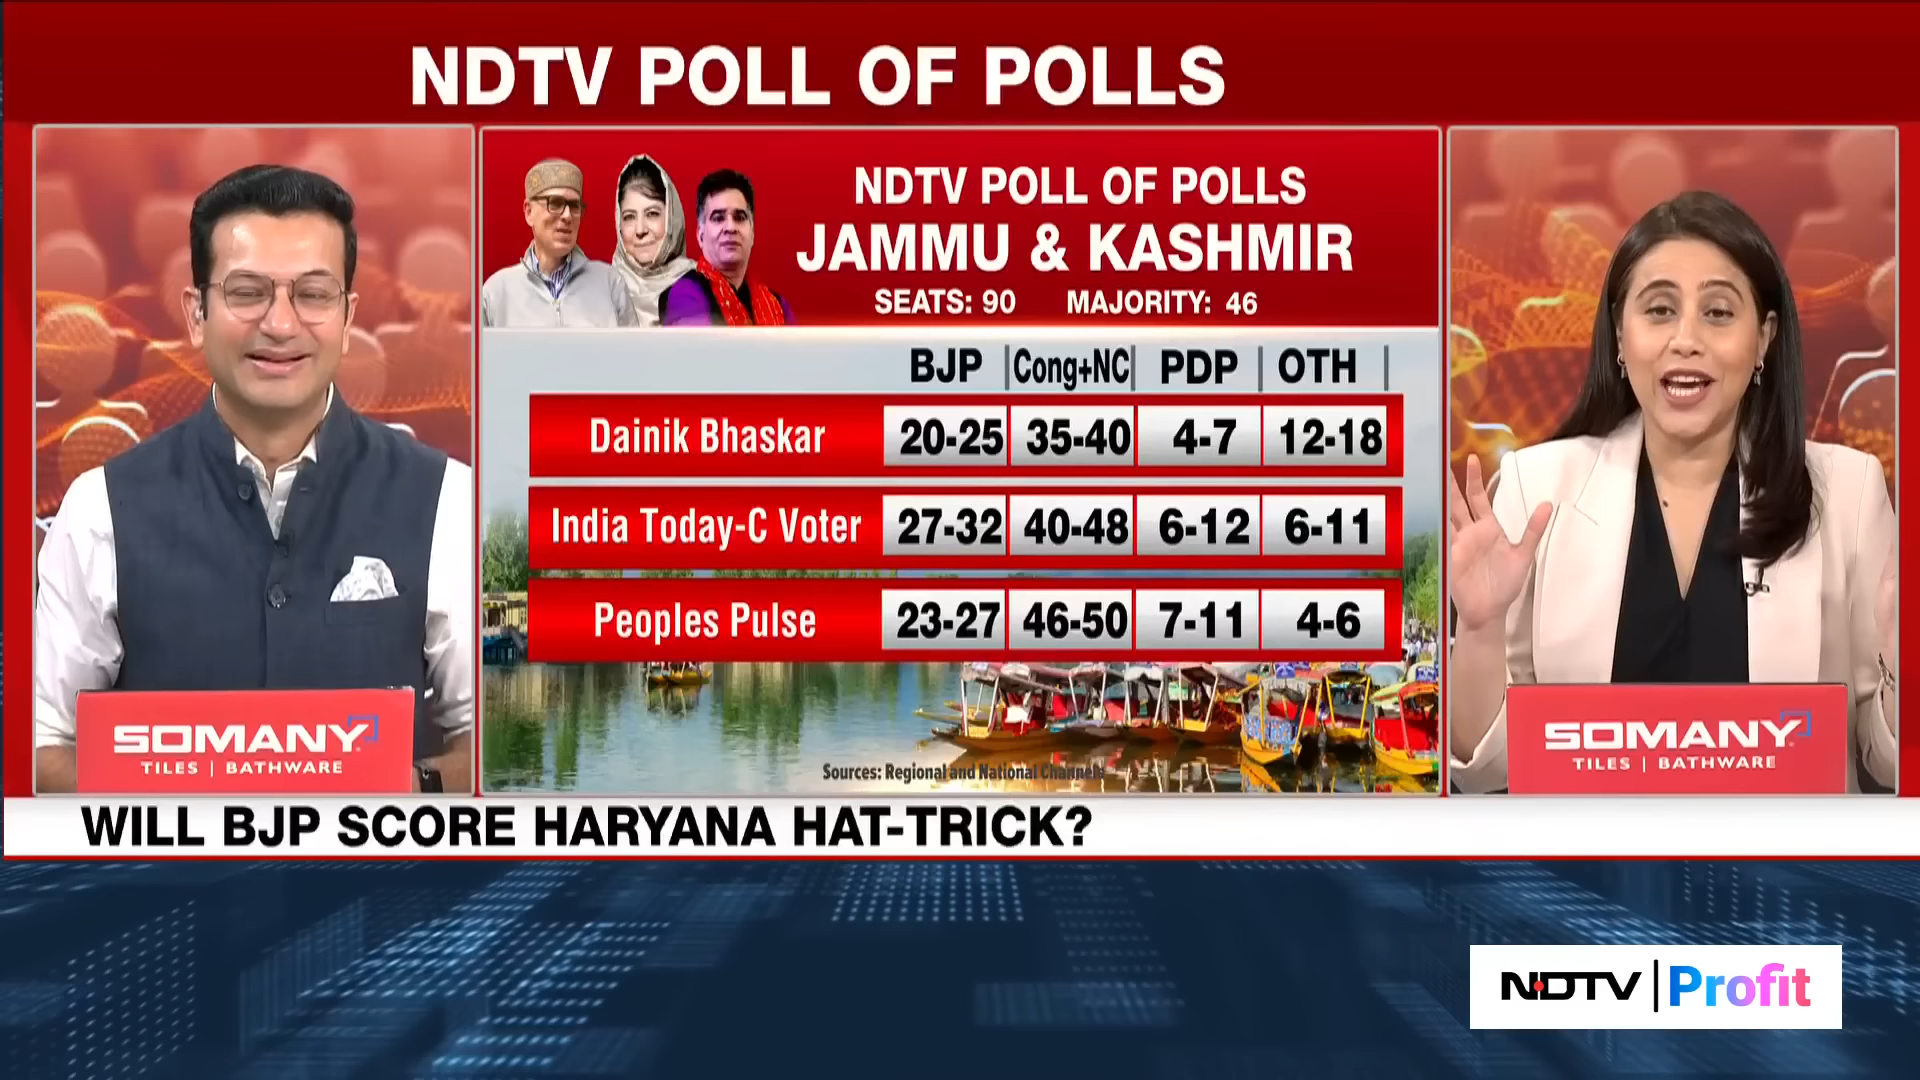 NDTV POLL OF POLLS
NDTV POLL OF POLLS
JAMMU & KASHMIR
SEATS: 90 MAJORITY: 46
BJP Cong+NC PDP OTH
Dainik Bhaskar 20-25 35-40 4-7 12-18
India Today-C Voter 27-32 40-48 6-12 6-11
Peoples Pulse 23-27 46-50 7-11 4-6
Sources: Regional and National Channels
SOMANY
TILES | BATHWARE
SOMANY
TILES | BATHWARE
WILL BJP SCORE HARYANA HAT-TRICK?
NDTV | Profit